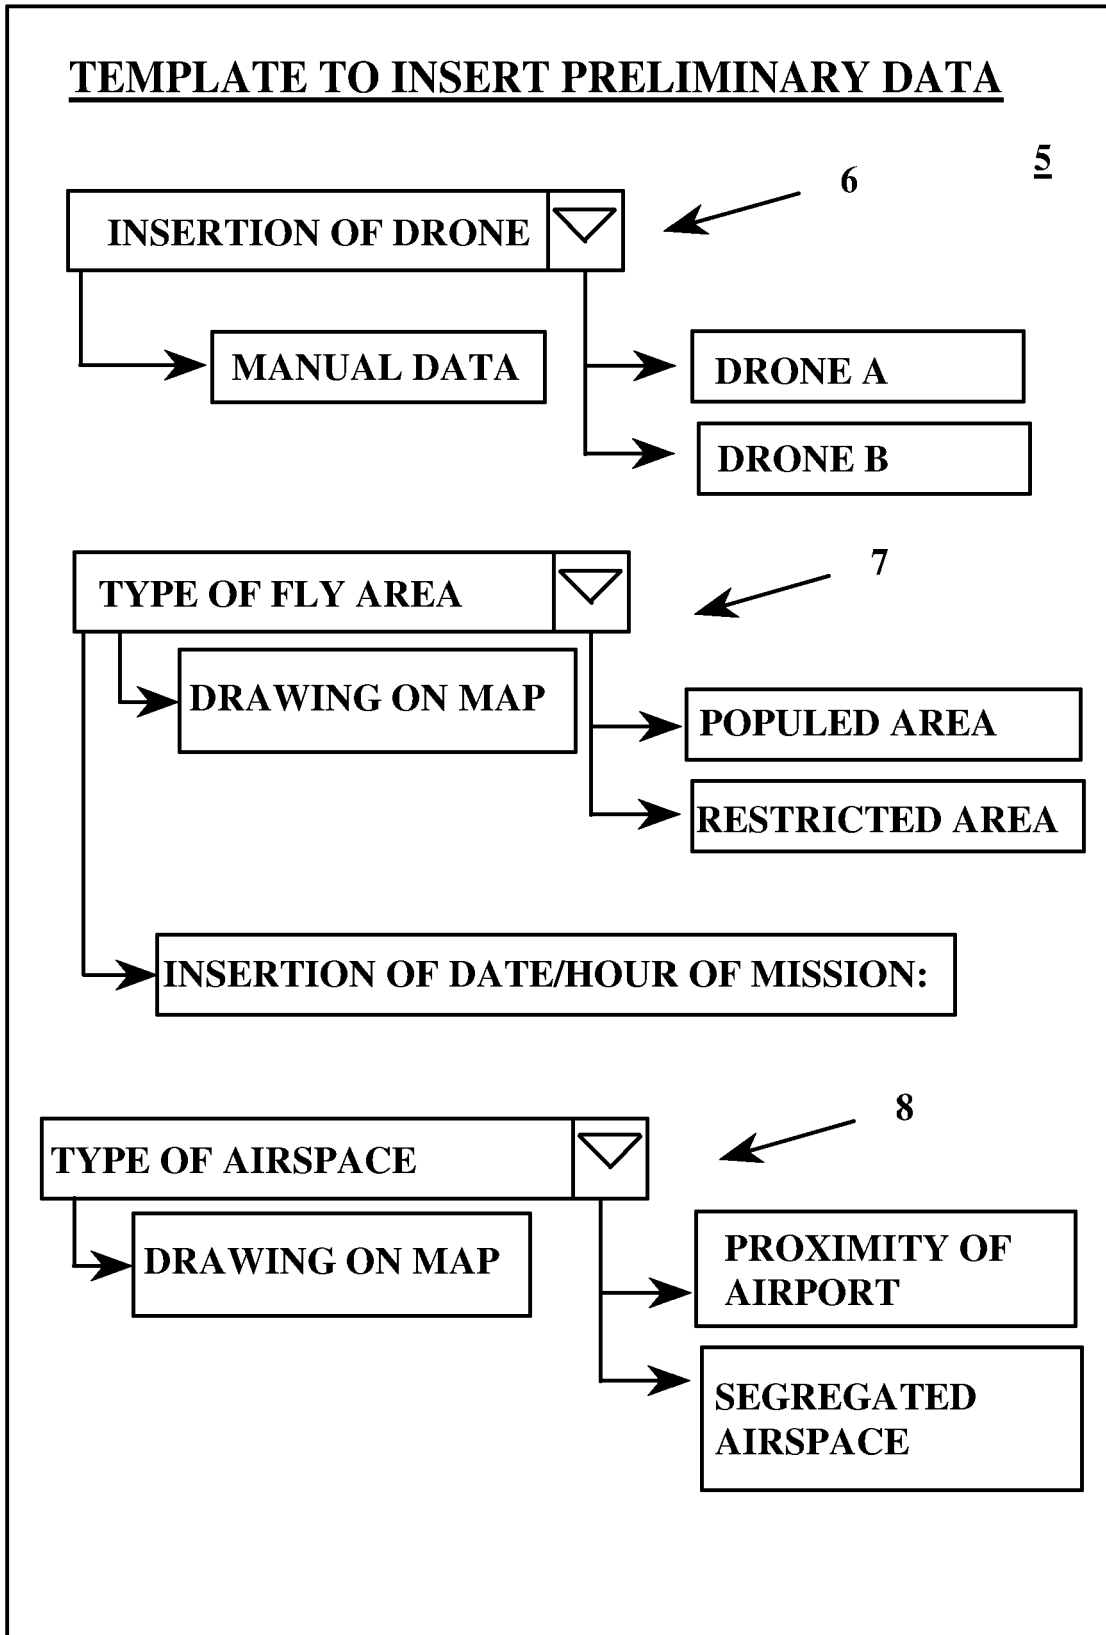 TEMPLATE TO INSERT PRELIMINARY DATA
5
6
INSERTION OF DRONE
MANUAL DATA
DRONE A
DRONE B
7
TYPE OF FLY AREA
DRAWING ON MAP
POPULED AREA
RESTRICTED AREA
INSERTION OF DATE/HOUR OF MISSION:
8
TYPE OF AIRSPACE
DRAWING ON MAP
PROXIMITY OF
AIRPORT
SEGREGATED
AIRSPACE